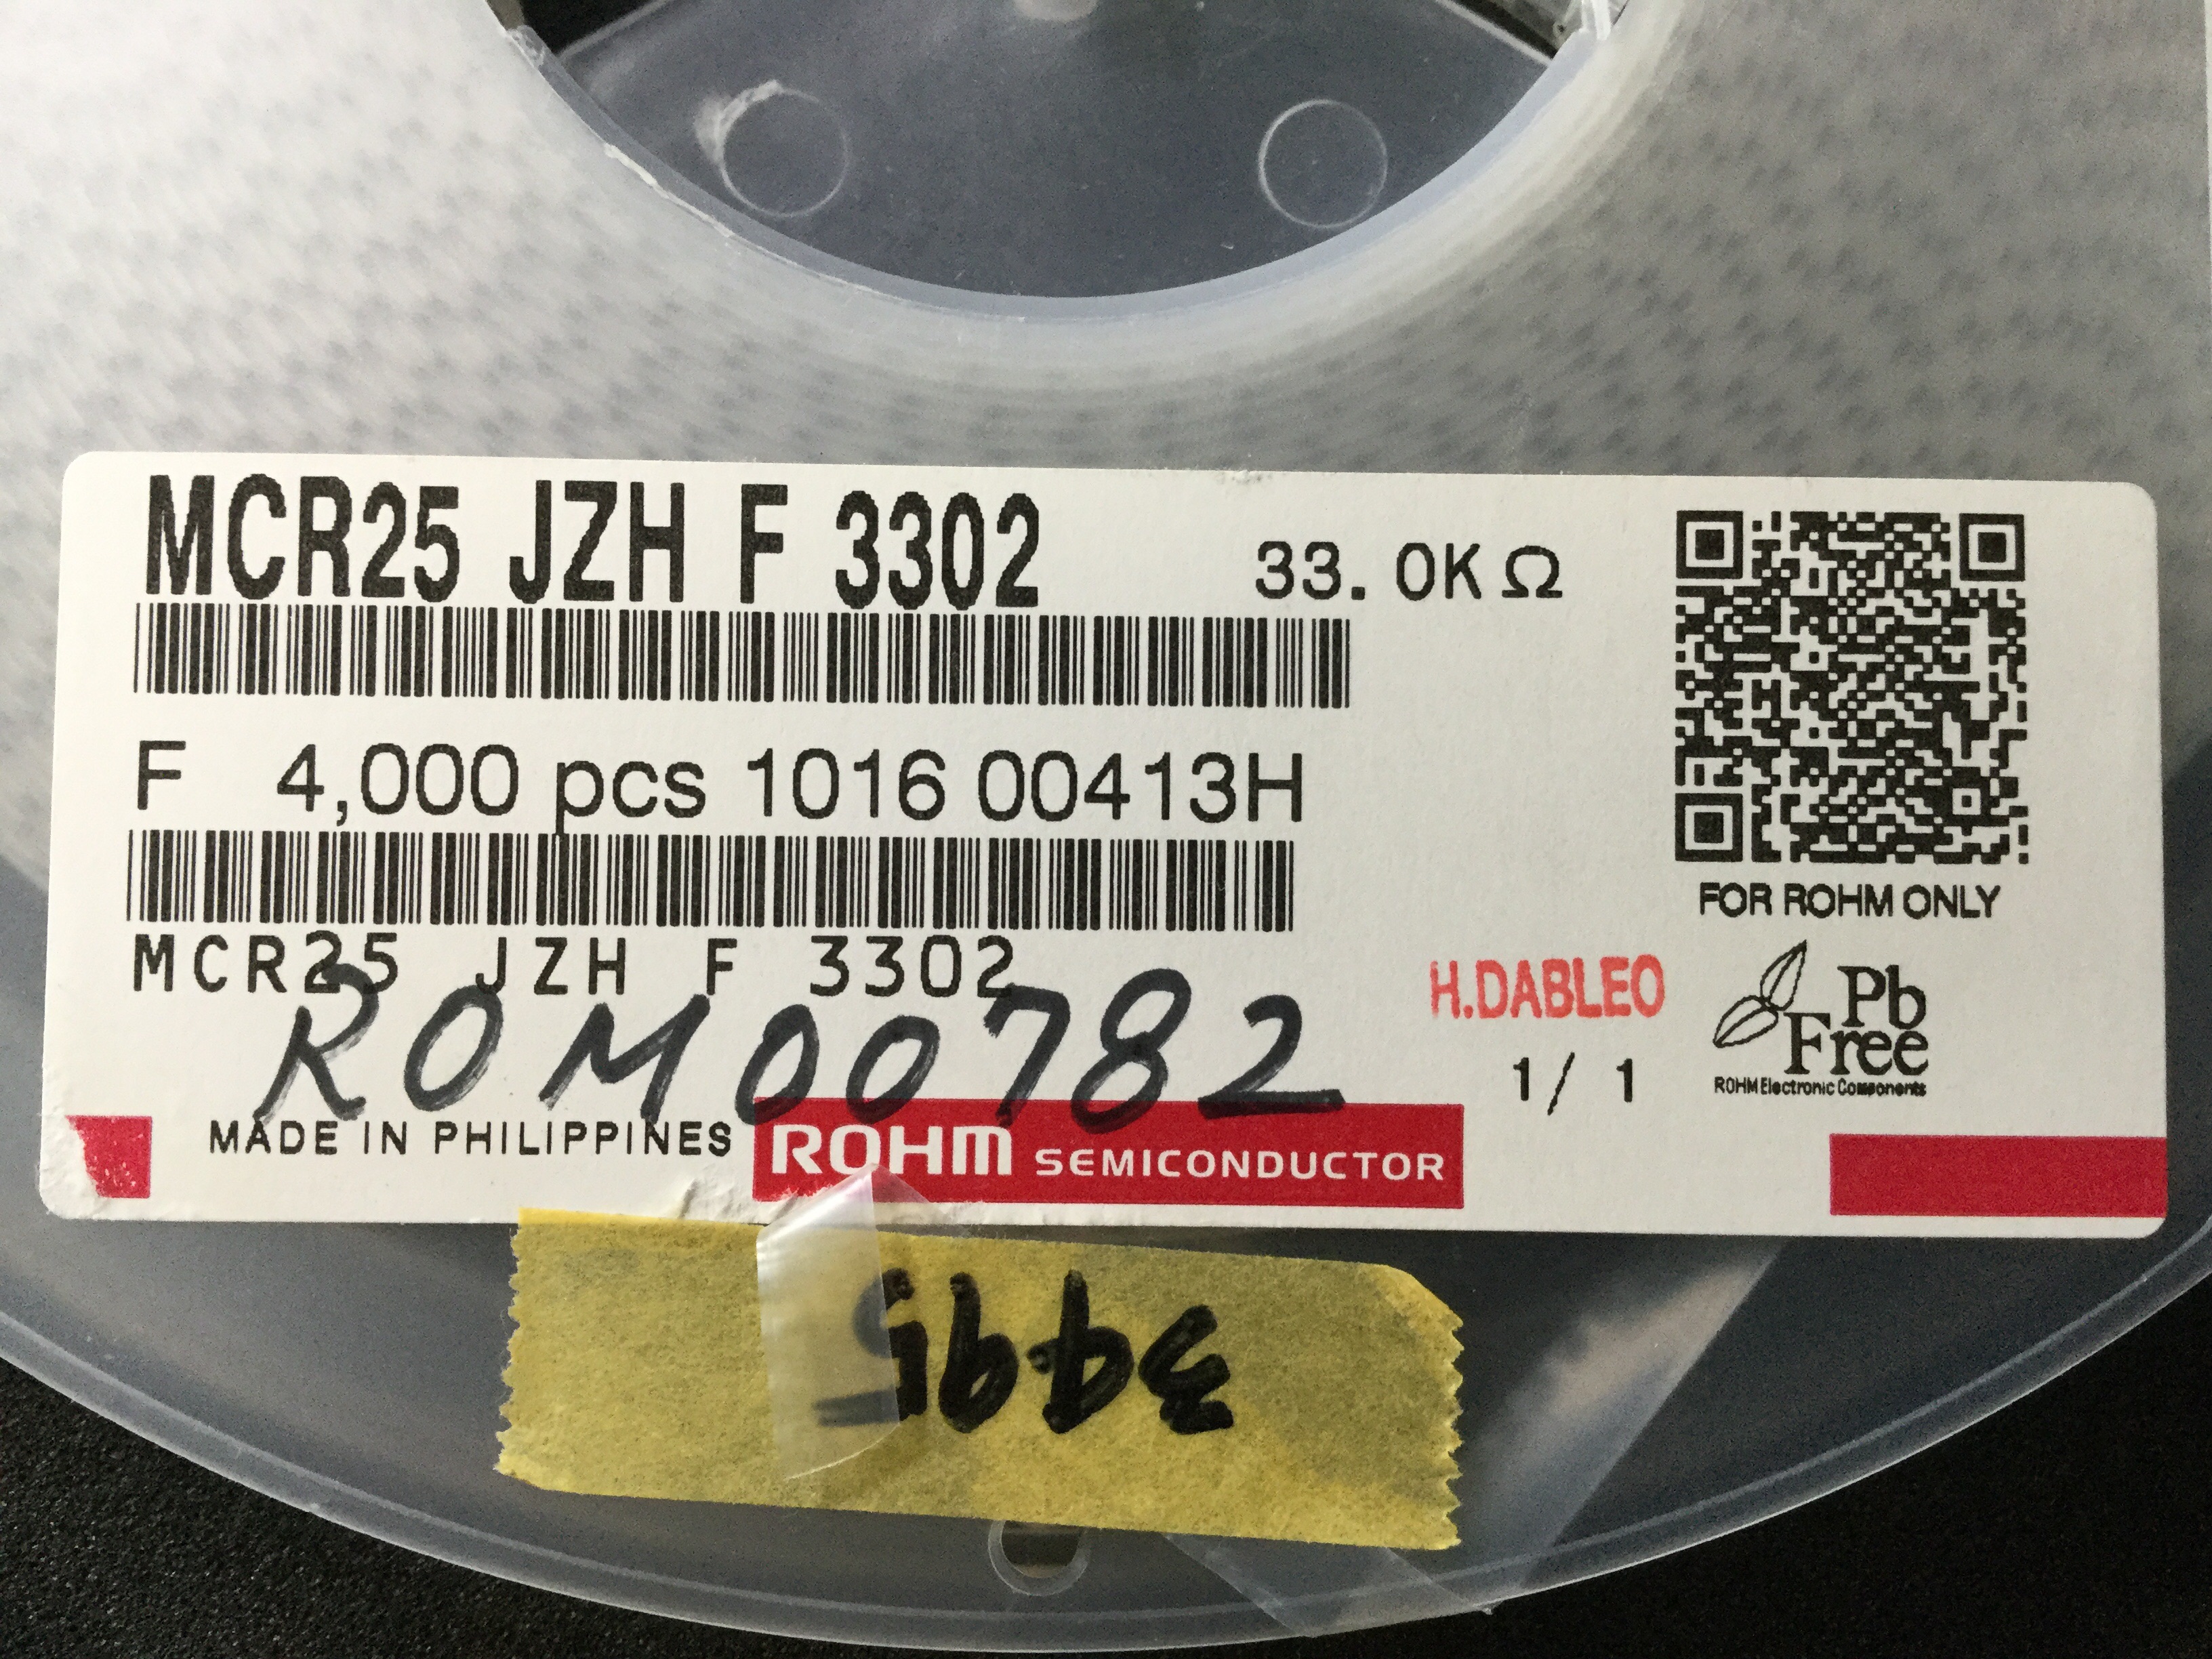 MCR25 JZH F 3302 33.0KΩ
F 4,000 pcs 1016 00413H
FOR ROHM ONLY
MCR25 JZH F 3302
H.DABLEO
Pb
Free
ROHM Electronic Components
ROM00782
1/ 1
MADE IN PHILIPPINES
ROHM SEMICONDUCTOR